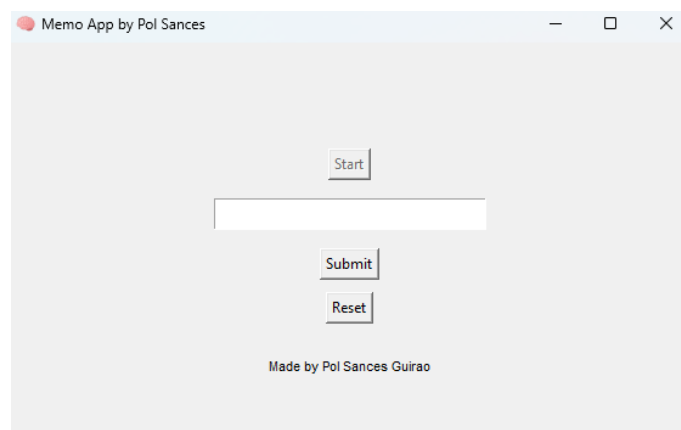 Memo App by Pol Sances
Start
Submit
Reset
Made by Pol Sances Guirao